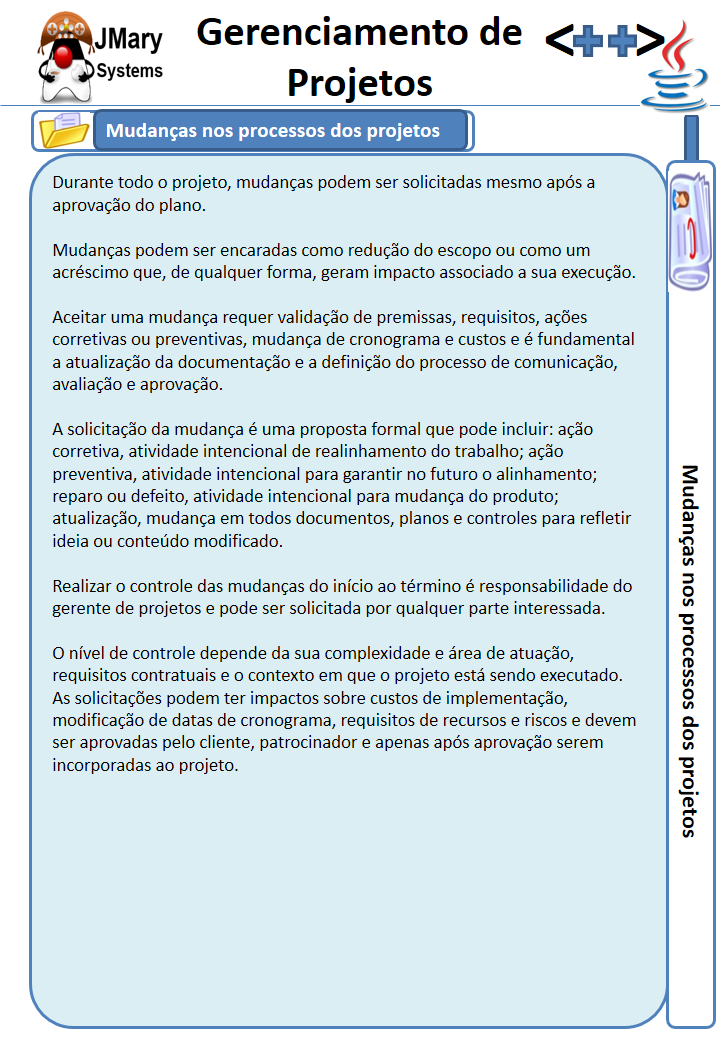 JMary
Systems
Gerenciamento de
Projetos
<++>
Mudanças nos processos dos projetos
Durante todo o projeto, mudanças podem ser solicitadas mesmo após a
aprovação do plano.
Mudanças podem ser encaradas como redução do escopo ou como um
acréscimo que, de qualquer forma, geram impacto associado a sua execução.
Aceitar uma mudança requer validação de premissas, requisitos, ações
corretivas ou preventivas, mudança de cronograma e custos e é fundamental
a atualização da documentação e a definição do processo de comunicação,
avaliação e aprovação.
A solicitação da mudança é uma proposta formal que pode incluir: ação
corretiva, atividade intencional de realinhamento do trabalho; ação
preventiva, atividade intencional para garantir no futuro o alinhamento;
reparo ou defeito, atividade intencional para mudança do produto;
atualização, mudança em todos documentos, planos e controles para refletir
ideia ou conteúdo modificado.
Realizar o controle das mudanças do início ao término é responsabilidade do
gerente de projetos e pode ser solicitada por qualquer parte interessada.
O nível de controle depende da sua complexidade e área de atuação,
requisitos contratuais e o contexto em que o projeto está sendo executado.
As solicitações podem ter impactos sobre custos de implementação,
modificação de datas de cronograma, requisitos de recursos e riscos e devem
ser aprovadas pelo cliente, patrocinador e apenas após aprovação serem
incorporadas ao projeto.
Mudanças nos processos dos projetos